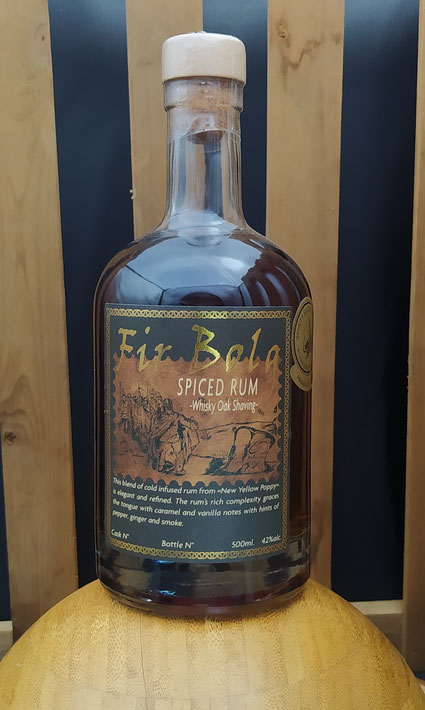 Fir Bolg
SPICED RUM
-Whisky Oak Shaving-
This blend of cold infused rum from «New Yellow Poppy»
is elegant and refined. The rum's rich complexity graces
the tongue with caramel and vanilla notes with hints of
pepper, ginger and smoke.
Cask N° Bottle N° 500ml. 42%alc.